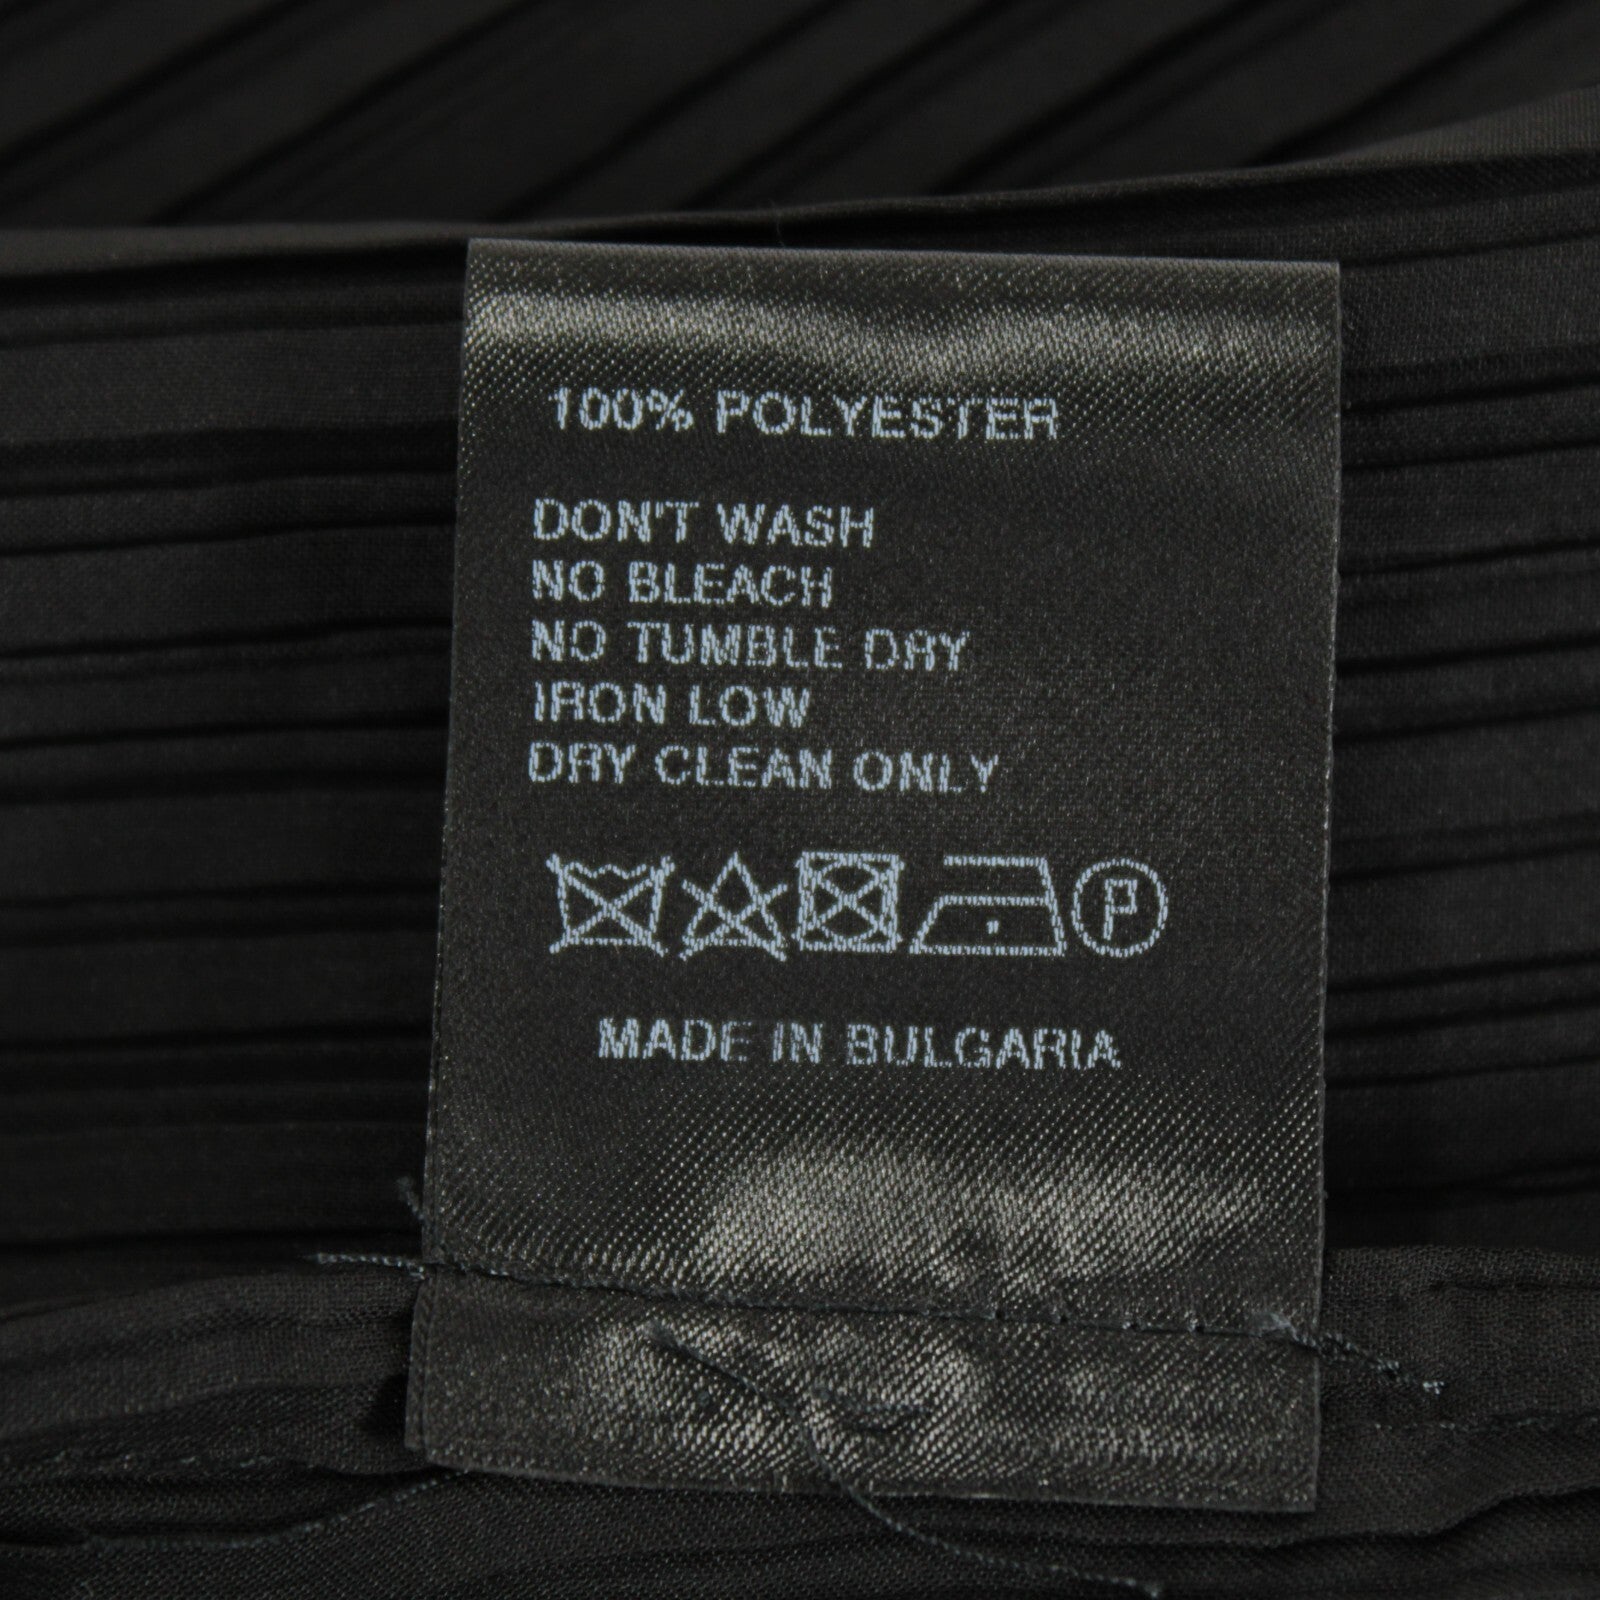 100% POLYESTER
DON'T WASH
NO BLEACH
NO TUMBLE DRY
IRON LOW
DRY CLEAN ONLY
P
MADE IN BULGARIA